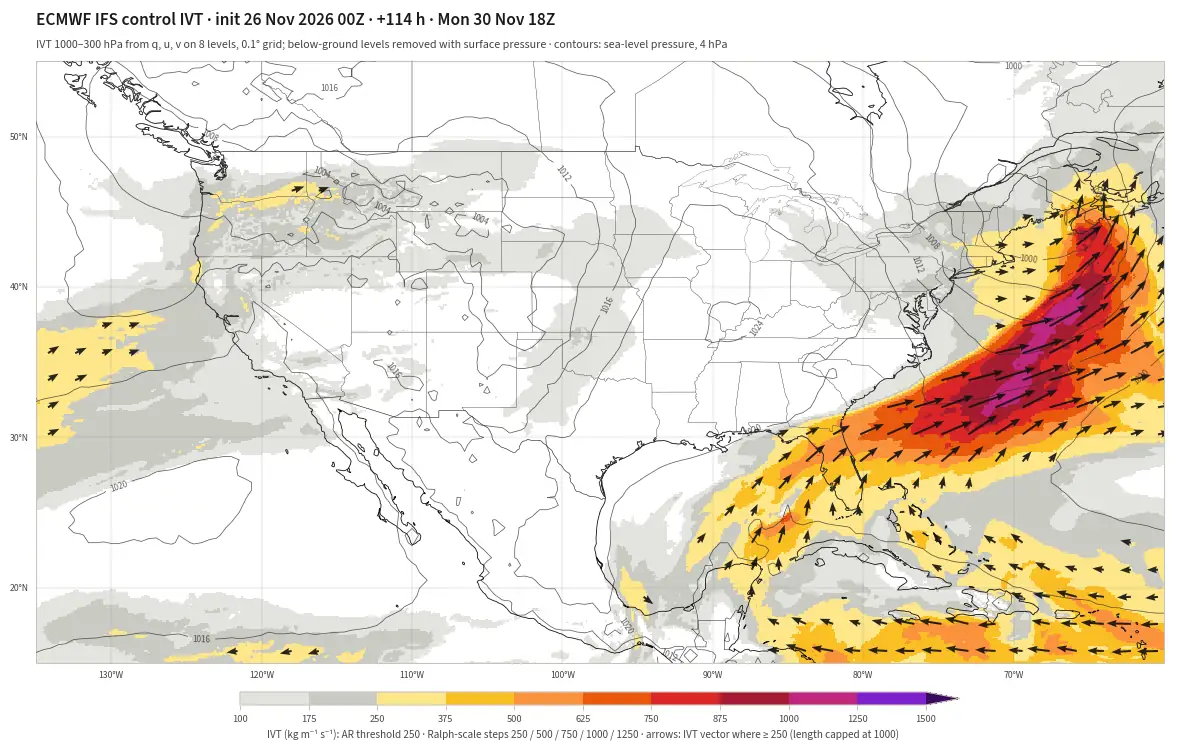 ECMWF IFS control IVT · init 26 Nov 2026 00Z · +114 h · Mon 30 Nov 18Z
IVT 1000–300 hPa from q, u, v on 8 levels, 0.1° grid; below-ground levels removed with surface pressure · contours: sea-level pressure, 4 hPa
1000
1016
50°N
1008
1004
1012
1004
1004
1008
1012
1000
40°N
1016
1024
1016
1020
30°N
1020
1020
20°N
1020
1016
1012
130°W 120°W 110°W 100°W 90°W 80°W 70°W
100 175 250 375 500 625 750 875 1000 1250 1500
IVT (kg m⁻¹ s⁻¹): AR threshold 250 · Ralph-scale steps 250 / 500 / 750 / 1000 / 1250 · arrows: IVT vector where ≥ 250 (length capped at 1000)